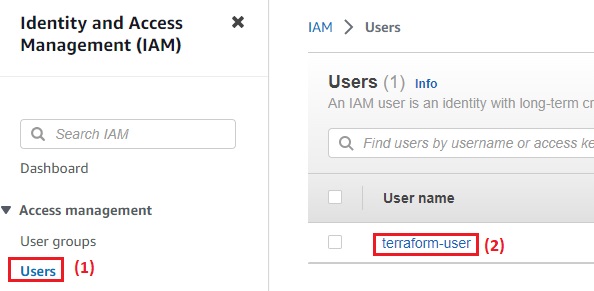 Identity and Access
Management (IAM)
Search IAM
Dashboard
Access management
User groups
Users (1)
IAM > Users
Users (1) Info
An IAM user is an identity with long-term cr
Find users by username or access ke
User name
terraform-user (2)